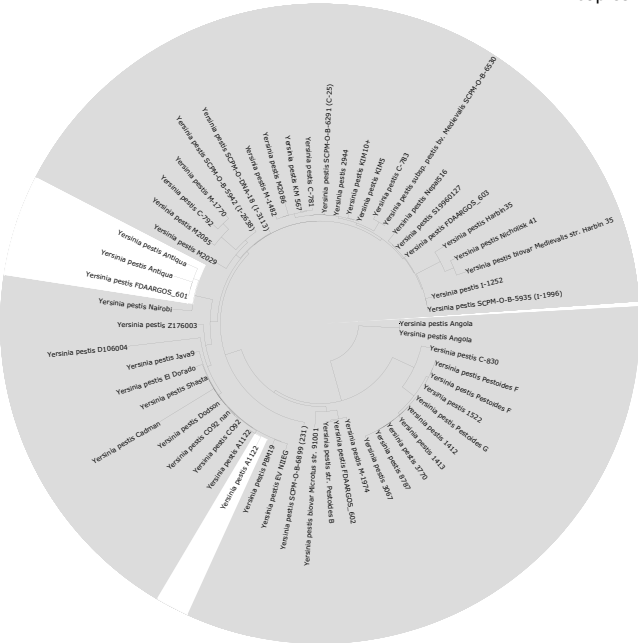 Yersinia pestis subsp. pestis bv. Medievalis SCPM-O-B-6530
Yersinia pestis C-783
Yersinia pestis KIM5
Yersinia pestis KIM10+
Yersinia pestis 2944
Yersinia pestis SCPM-O-B-6291 (C-25)
Yersinia pestis C-781
Yersinia pestis KM 567
Yersinia pestis M2086
Yersinia pestis M-1482
Yersinia pestis SCPM-O-DNA-18 (I-3113)
Yersinia pestis SCPM-O-B-5942 (I-2638)
Yersinia pestis M-1770
Yersinia pestis C-792
Yersinia pestis M2085
Yersinia pestis M2029
Yersinia pestis Antiqua
Yersinia pestis Antiqua
Yersinia pestis FDAARGOS_601
Yersinia pestis Nairobi
Yersinia pestis Z176003
Yersinia pestis D106004
Yersinia pestis Java9
Yersinia pestis El Dorado
Yersinia pestis Shasta
Yersinia pestis Cadman
Yersinia pestis Dodson
Yersinia pestis CO92 nan
Yersinia pestis CO92
Yersinia pestis A1122
Yersinia pestis A1122
Yersinia pestis PBM19
Yersinia pestis EV NIIEG
Yersinia pestis SCPM-O-B-6899 (231)
Yersinia pestis biovar Microtus str. 91001
Yersinia pestis str. Pestoides B
Yersinia pestis FDAARGOS_602
Yersinia pestis M-1974
Yersinia pestis 3067
Yersinia pestis 8787
Yersinia pestis 3770
Yersinia pestis 1413
Yersinia pestis 1412
Yersinia pestis Pestoides G
Yersinia pestis 1522
Yersinia pestis Pestoides F
Yersinia pestis Pestoides F
Yersinia pestis C-830
Yersinia pestis Angola
Yersinia pestis Angola
Yersinia pestis SCPM-O-B-5935 (I-1996)
Yersinia pestis I-1252
Yersinia pestis biovar Medievalis str. Harbin 35
Yersinia pestis Nicholisk 41
Yersinia pestis Harbin35
Yersinia pestis FDAARGOS_603
Yersinia pestis S19960127
Yersinia pestis Nepal516